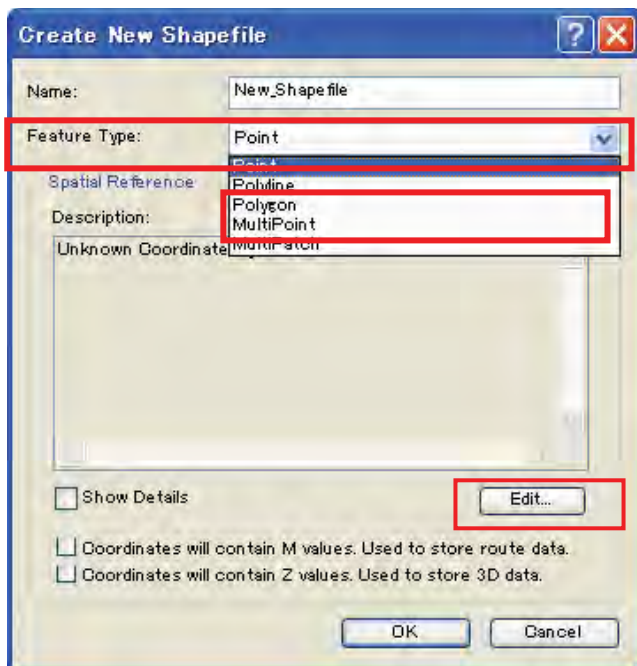 Create New Shapefile
Name: New_Shapefile
Feature Type: Point
Point
Spatial Reference
Polyline
Polygon
Description:
MultiPoint
MultiPatch
Unknown Coordinate
Show Details
Edit...
Coordinates will contain M values. Used to store route data.
Coordinates will contain Z values. Used to store 3D data.
OK Cancel